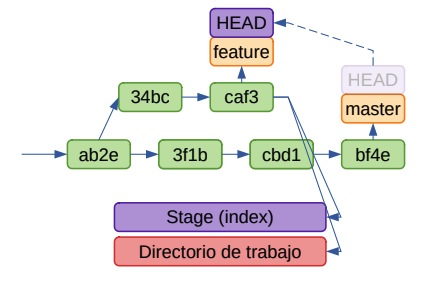 HEAD
feature
HEAD
34bc
caf3
master
ab2e
3f1b
cbd1
bf4e
Stage (index)
Directorio de trabajo